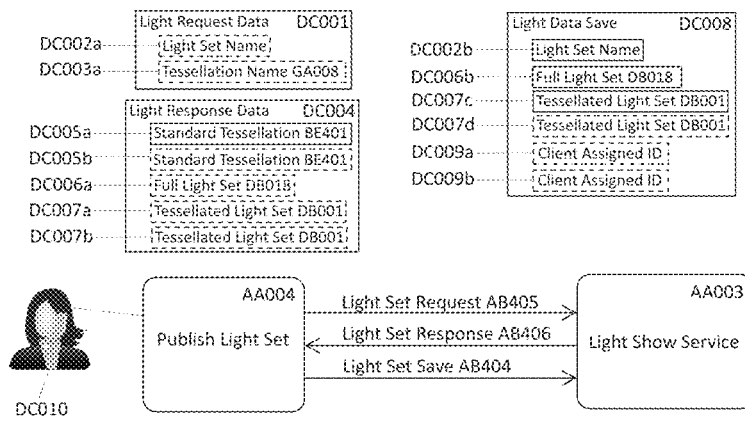 Light Request Data DC001
DC002a Light Set Name
DC003a Tessellation Name GA008
Light Response Data DC004
DC005a Standard Tessellation BE401
DC005b Standard Tessellation BE401
DC006a Full Light Set DB018
DC007a Tessellated Light Set DB001
DC007b Tessellated Light Set DB001
Light Data Save DC008
DC002b Light Set Name
DC006b Full Light Set DB018
DC007c Tessellated Light Set DB001
DC007d Tessellated Light Set DB001
DC009a Client Assigned ID
DC009b Client Assigned ID
AA004
Publish Light Set
Light Set Request AB405
Light Set Response AB406
Light Set Save AB404
AA003
Light Show Service
DC010